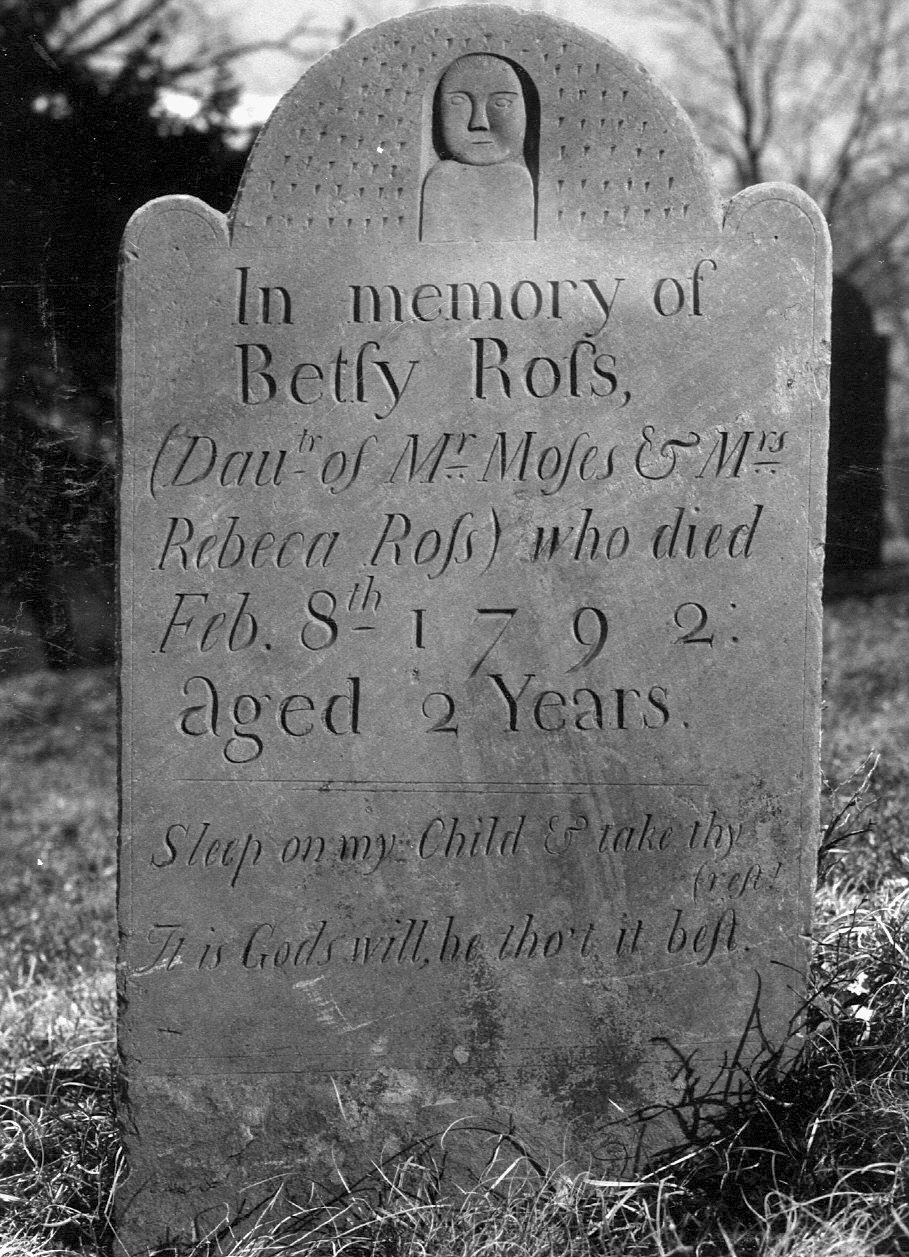 In memory of
Betſy Roſs,
(Dauᵗʳ of Mʳ Moſes & Mʳˢ
Rebeca Roſs) who died
Feb. 8ᵗʰ 1792:
aged 2 Years.
Sleep on my Child & take thy
(reſt!
It is Gods will, he tho't it beſt.